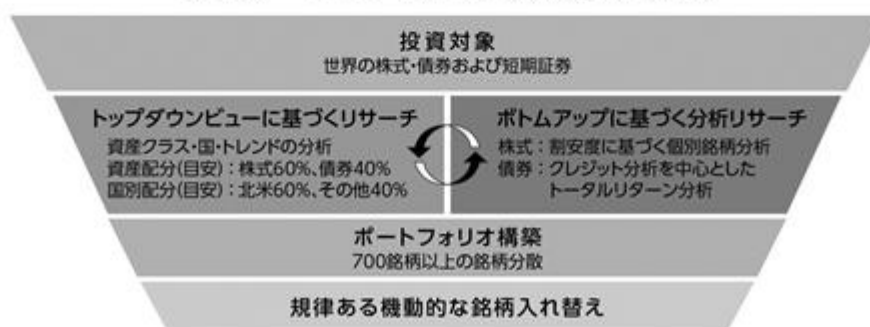 投資対象
世界の株式・債券および短期証券
トップダウンビューに基づくリサーチ
資産クラス・国・トレンドの分析
資産配分(目安):株式60%、債券40%
国別配分(目安):北米60%、その他40%
ボトムアップに基づく分析リサーチ
株式:割安度に基づく個別銘柄分析
債券:クレジット分析を中心とした
トータルリターン分析
ポートフォリオ構築
700銘柄以上の銘柄分散
規律ある機動的な銘柄入れ替え